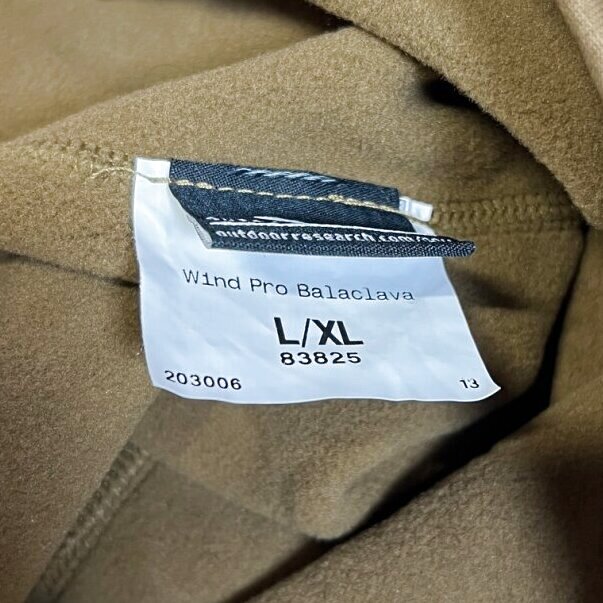 outdoorresearch.com
Wind Pro Balaclava
L/XL
83825
203006
13